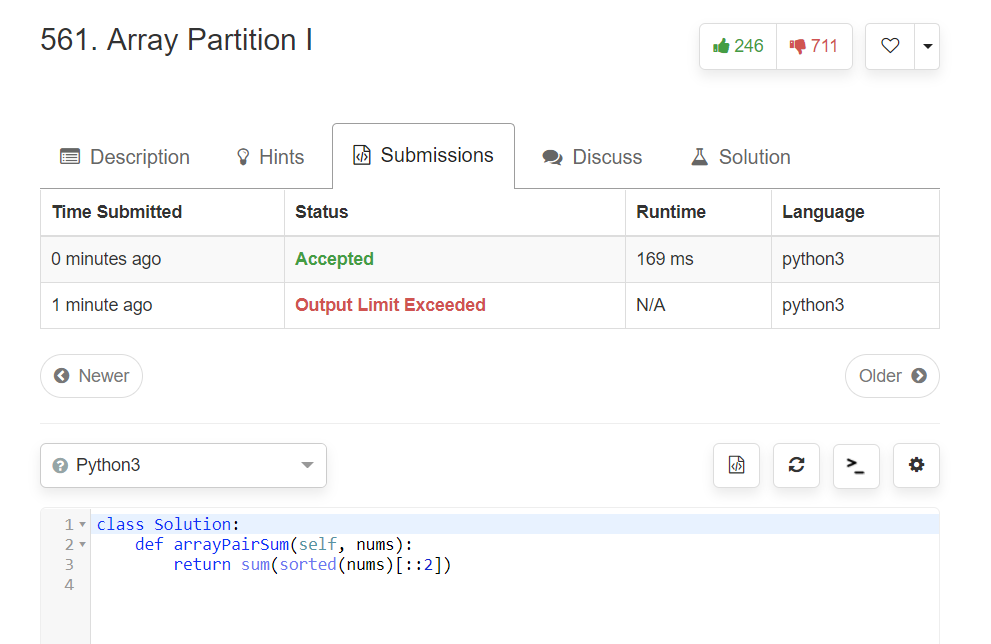 561. Array Partition I
246 711
Description Hints Submissions Discuss Solution
Time Submitted Status Runtime Language
0 minutes ago Accepted 169 ms python3
1 minute ago Output Limit Exceeded N/A python3
Newer Older
? Python3 </> >_
1 class Solution:
2 def arrayPairSum(self, nums):
3 return sum(sorted(nums)[::2])
4